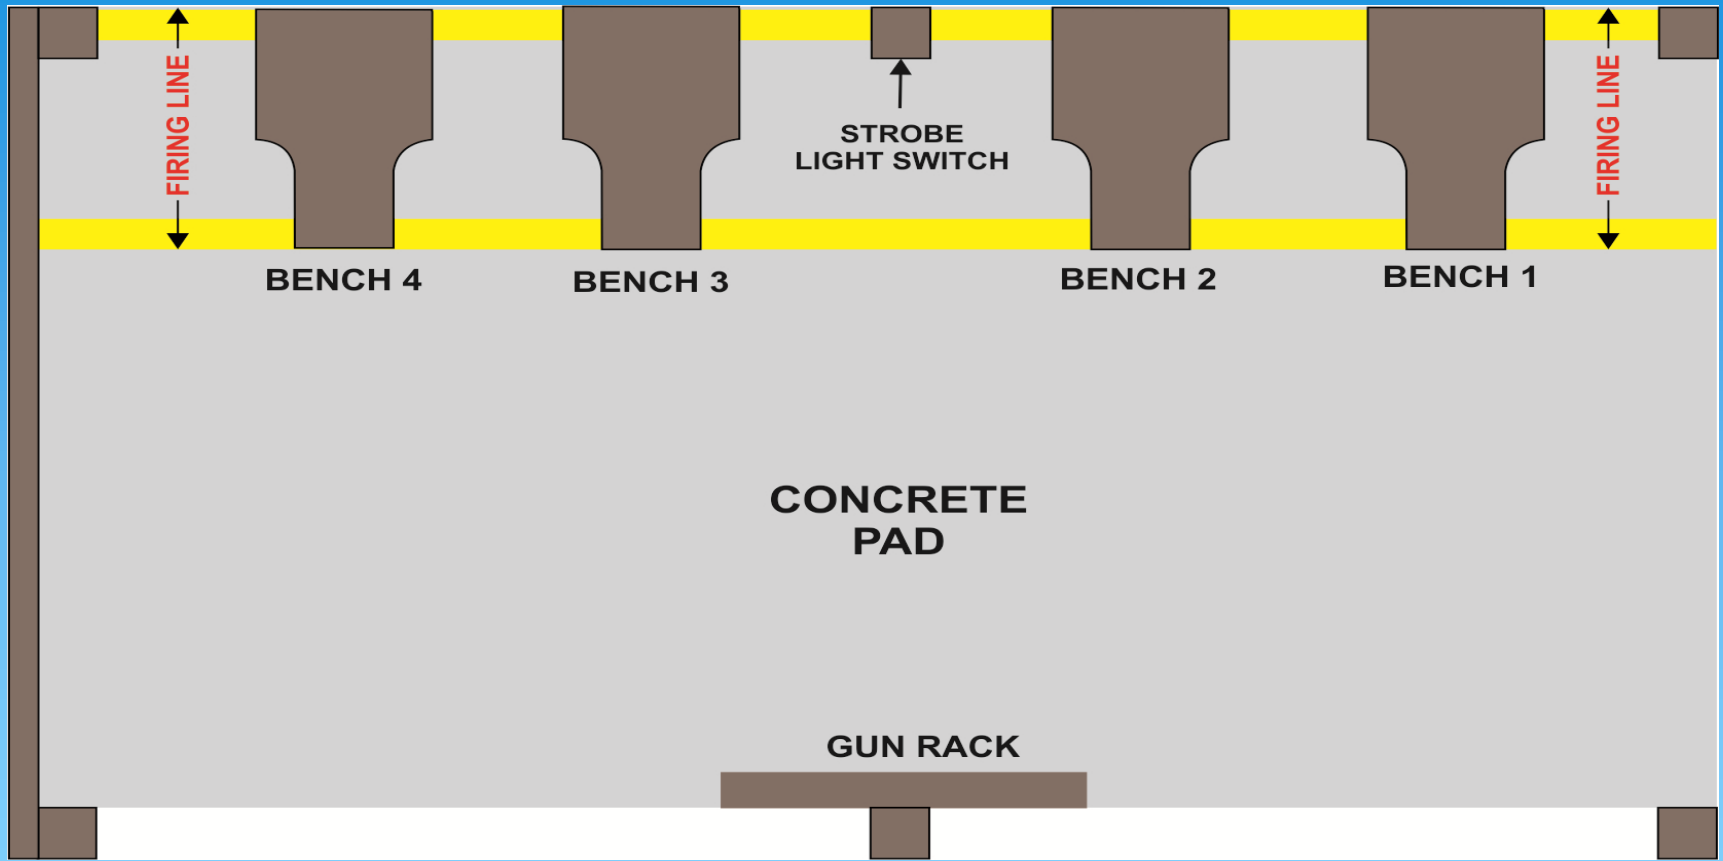 FIRING LINE
FIRING LINE
STROBE
LIGHT SWITCH
BENCH 4
BENCH 3
BENCH 2
BENCH 1
CONCRETE
PAD
GUN RACK